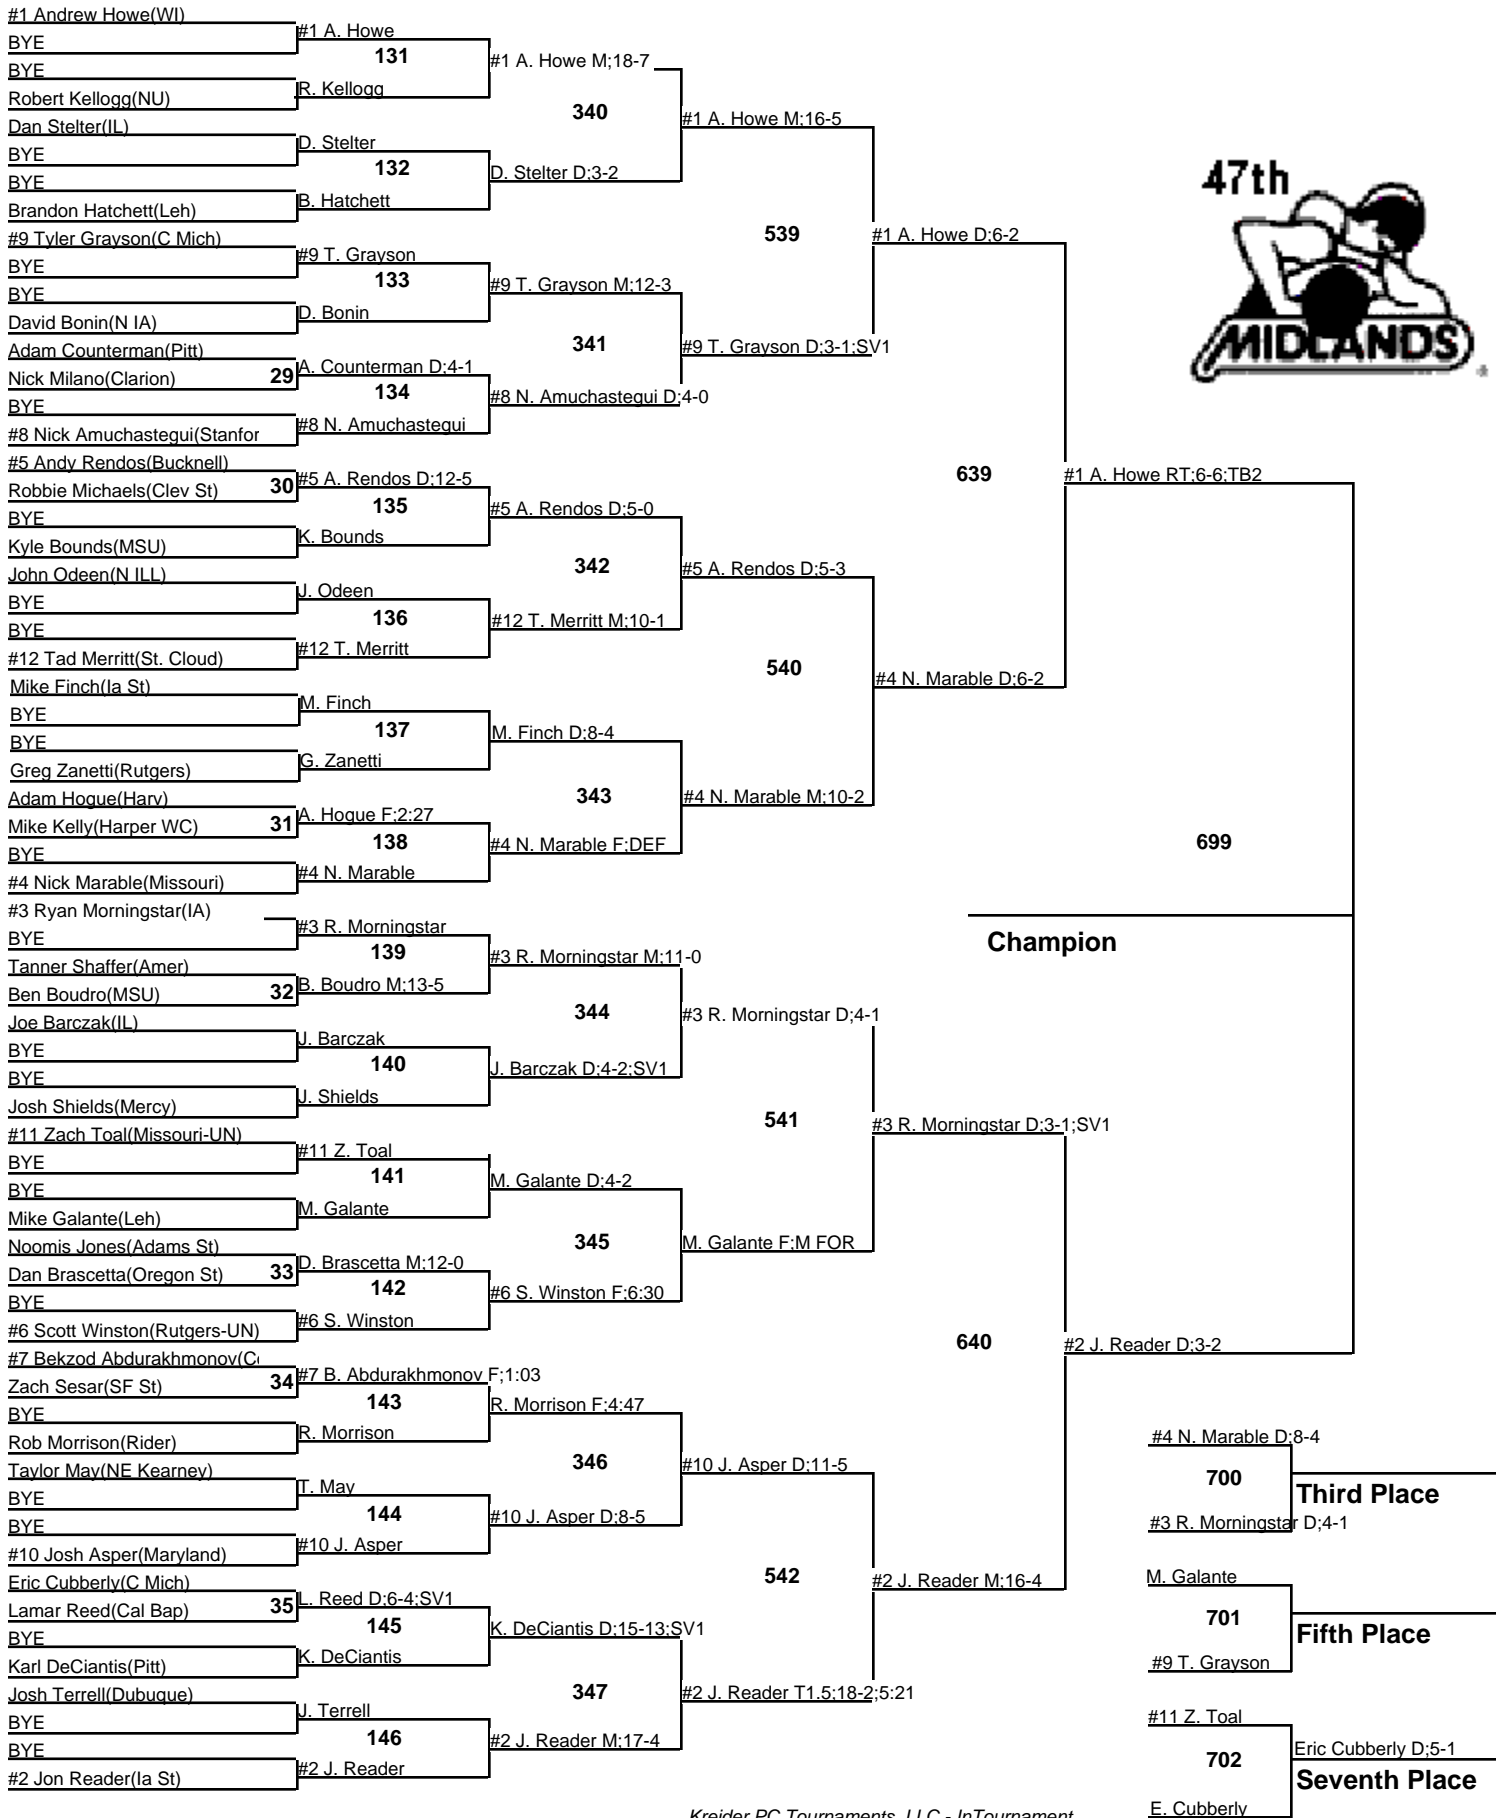 #1 Andrew Howe(WI)
BYE
BYE
Robert Kellogg(NU)
Dan Stelter(IL)
BYE
BYE
Brandon Hatchett(Leh)
#9 Tyler Grayson(C Mich)
BYE
BYE
David Bonin(N IA)
Adam Counterman(Pitt)
Nick Milano(Clarion)
BYE
#8 Nick Amuchastegui(Stanfor
#5 Andy Rendos(Bucknell)
Robbie Michaels(Clev St)
BYE
Kyle Bounds(MSU)
John Odeen(N ILL)
BYE
BYE
#12 Tad Merritt(St. Cloud)
Mike Finch(Ia St)
BYE
BYE
Greg Zanetti(Rutgers)
Adam Hogue(Harv)
Mike Kelly(Harper WC)
BYE
#4 Nick Marable(Missouri)
#3 Ryan Morningstar(IA)
BYE
Tanner Shaffer(Amer)
Ben Boudro(MSU)
Joe Barczak(IL)
BYE
BYE
Josh Shields(Mercy)
#11 Zach Toal(Missouri-UN)
BYE
BYE
Mike Galante(Leh)
Noomis Jones(Adams St)
Dan Brascetta(Oregon St)
BYE
#6 Scott Winston(Rutgers-UN)
#7 Bekzod Abdurakhmonov(C
Zach Sesar(SF St)
BYE
Rob Morrison(Rider)
Taylor May(NE Kearney)
BYE
BYE
#10 Josh Asper(Maryland)
Eric Cubberly(C Mich)
Lamar Reed(Cal Bap)
BYE
Karl DeCiantis(Pitt)
Josh Terrell(Dubuque)
BYE
BYE
#2 Jon Reader(Ia St)
29
30
31
32
33
34
35
#1 A. Howe
131
R. Kellogg
D. Stelter
132
B. Hatchett
#9 T. Grayson
133
D. Bonin
A. Counterman D;4-1
134
#8 N. Amuchastegui
#5 A. Rendos D;12-5
135
K. Bounds
J. Odeen
136
#12 T. Merritt
M. Finch
137
G. Zanetti
A. Hogue F;2:27
138
#4 N. Marable
#3 R. Morningstar
139
B. Boudro M;13-5
J. Barczak
140
J. Shields
#11 Z. Toal
141
M. Galante
D. Brascetta M;12-0
142
#6 S. Winston
#7 B. Abdurakhmonov F;1:03
143
R. Morrison
T. May
144
#10 J. Asper
L. Reed D;6-4;SV1
145
K. DeCiantis
J. Terrell
146
#2 J. Reader
#1 A. Howe M;18-7
340
D. Stelter D;3-2
#9 T. Grayson M;12-3
341
#8 N. Amuchastegui D;4-0
#5 A. Rendos D;5-0
342
#12 T. Merritt M;10-1
M. Finch D;8-4
343
#4 N. Marable F;DEF
#3 R. Morningstar M;11-0
344
J. Barczak D;4-2;SV1
M. Galante D;4-2
345
#6 S. Winston F;6:30
R. Morrison F;4:47
346
#10 J. Asper D;8-5
K. DeCiantis D;15-13;SV1
347
#2 J. Reader M;17-4
#1 A. Howe M;16-5
539
#9 T. Grayson D;3-1;SV1
#5 A. Rendos D;5-3
540
#4 N. Marable M;10-2
#3 R. Morningstar D;4-1
541
M. Galante F;M FOR
#10 J. Asper D;11-5
542
#2 J. Reader T1.5;18-2;5:21
#1 A. Howe D;6-2
639
#4 N. Marable D;6-2
#3 R. Morningstar D;3-1;SV1
640
#2 J. Reader M;16-4
#1 A. Howe RT;6-6;TB2
699
#2 J. Reader D;3-2
Champion
47th
MIDLANDS
#4 N. Marable D;8-4
700
Third Place
#3 R. Morningstar D;4-1
M. Galante
701
Fifth Place
#9 T. Grayson
#11 Z. Toal
702
Eric Cubberly D;5-1
Seventh Place
E. Cubberly
Kreider PC Tournaments, LLC - InTournament